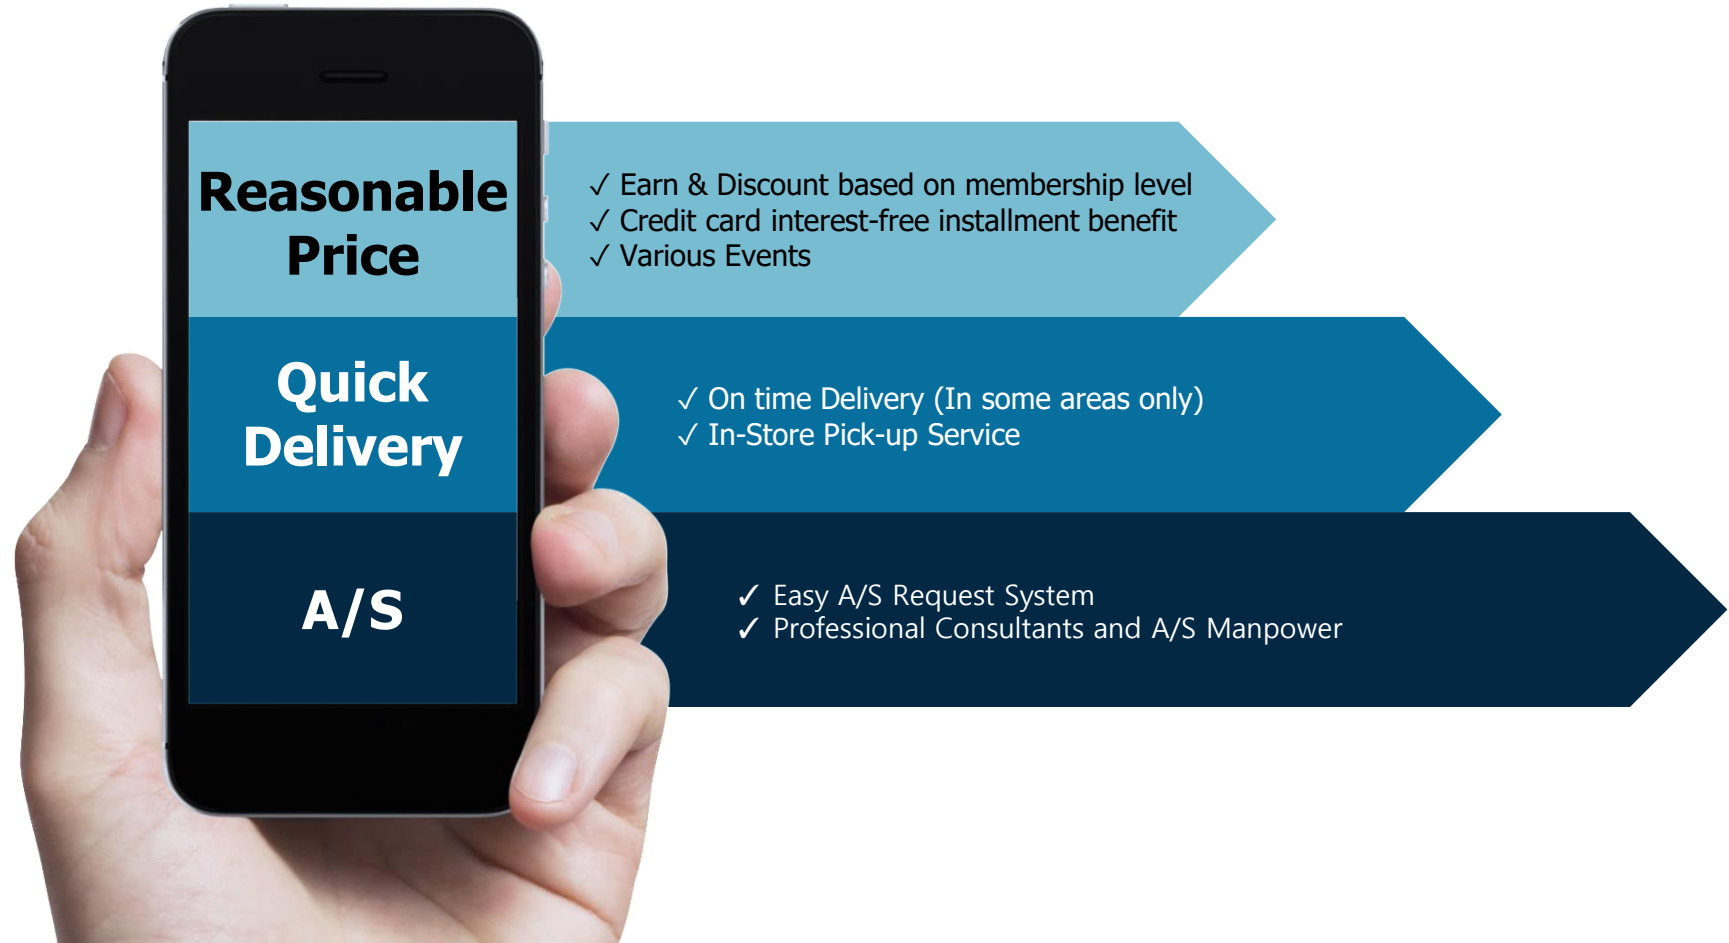 Reasonable
Price
✓ Earn & Discount based on membership level
✓ Credit card interest-free installment benefit
✓ Various Events
Quick
Delivery
✓ On time Delivery (In some areas only)
✓ In-Store Pick-up Service
A/S
✓ Easy A/S Request System
✓ Professional Consultants and A/S Manpower